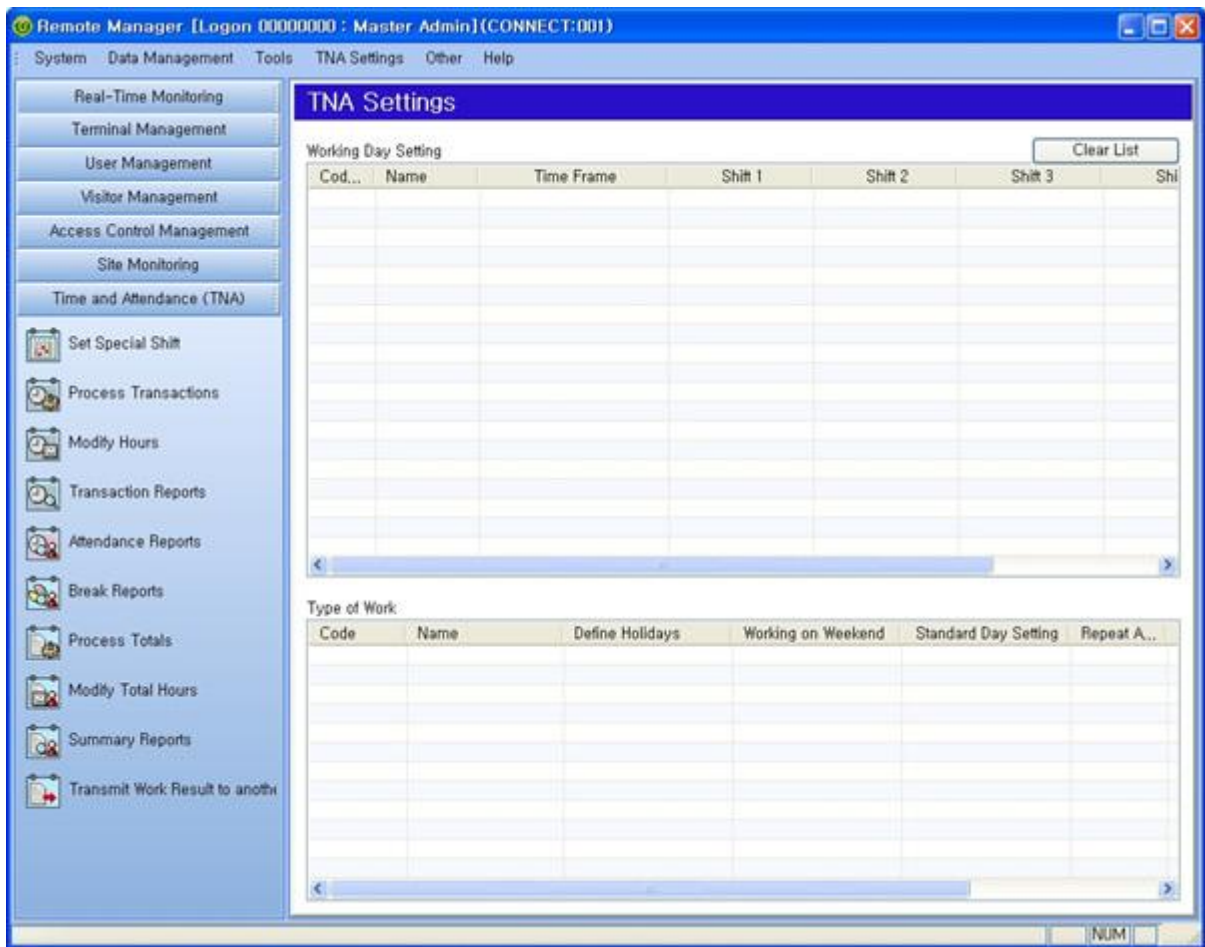 Remote Manager [Logon 00000000 : Master Admin](CONNECT:001)
System Data Management Tools TNA Settings Other Help
Real-Time Monitoring
Terminal Management
User Management
Visitor Management
Access Control Management
Site Monitoring
Time and Attendance (TNA)
Set Special Shift
Process Transactions
Modify Hours
Transaction Reports
Attendance Reports
Break Reports
Process Totals
Modify Total Hours
Summary Reports
Transmit Work Result to anothe
TNA Settings
Working Day Setting
Clear List
Cod... Name Time Frame Shift 1 Shift 2 Shift 3 Shi
Type of Work
Code Name Define Holidays Working on Weekend Standard Day Setting Repeat A...
NUM